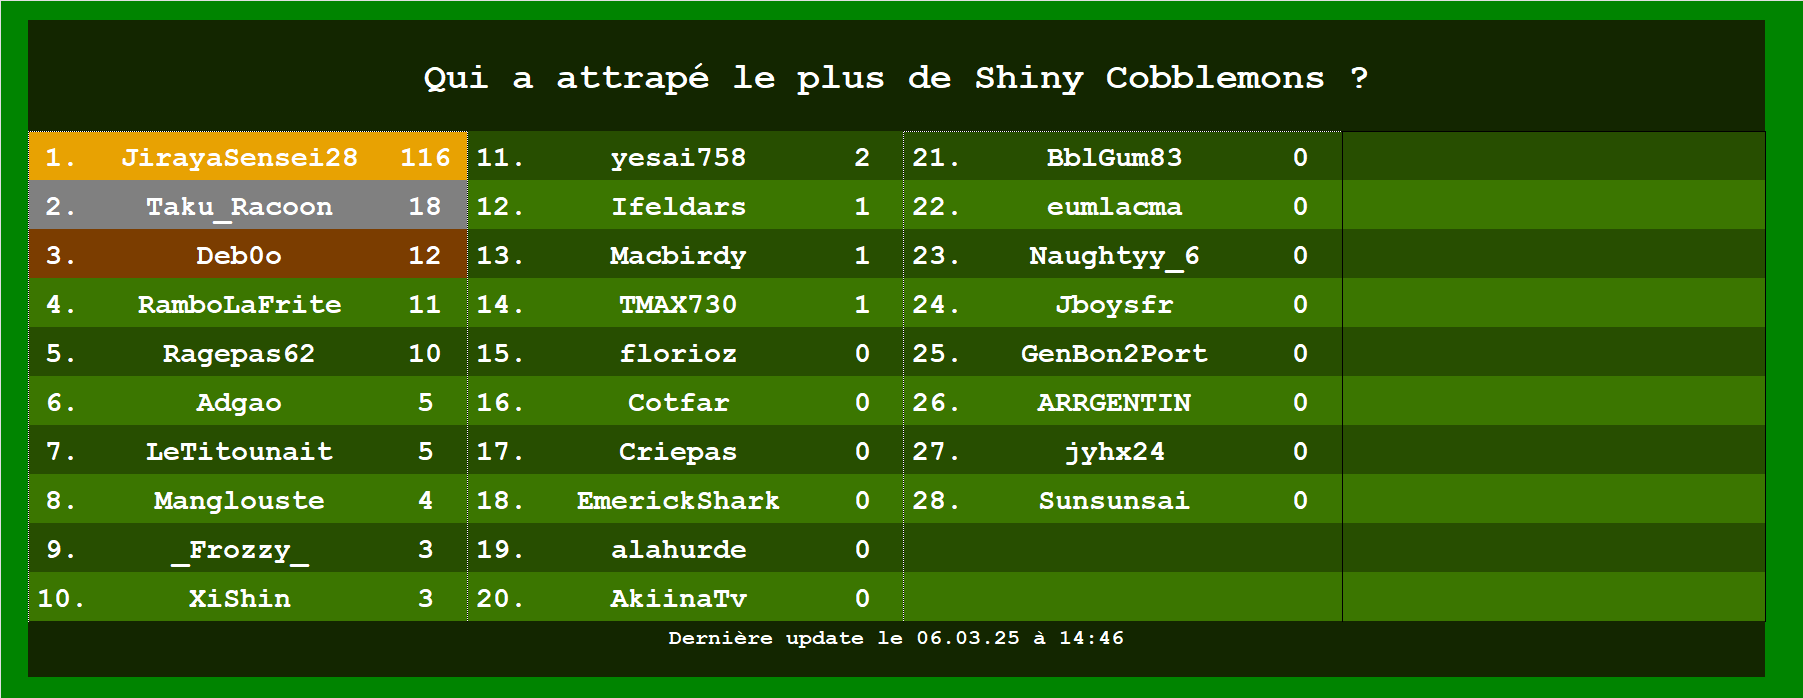 Qui a attrapé le plus de Shiny Cobblemons ?
1. JirayaSensei28 116
2. Taku_Racoon 18
3. Deb0o 12
4. RamboLaFrite 11
5. Ragepas62 10
6. Adgao 5
7. LeTitounait 5
8. Manglouste 4
9. _Frozzy_ 3
10. XiShin 3
11. yesai758 2
12. Ifeldars 1
13. Macbirdy 1
14. TMAX730 1
15. florioz 0
16. Cotfar 0
17. Criepas 0
18. EmerickShark 0
19. alahurde 0
20. AkiinaTv 0
21. BblGum83 0
22. eumlacma 0
23. Naughtyy_6 0
24. Jboysfr 0
25. GenBon2Port 0
26. ARRGENTIN 0
27. jyhx24 0
28. Sunsunsai 0
Dernière update le 06.03.25 à 14:46